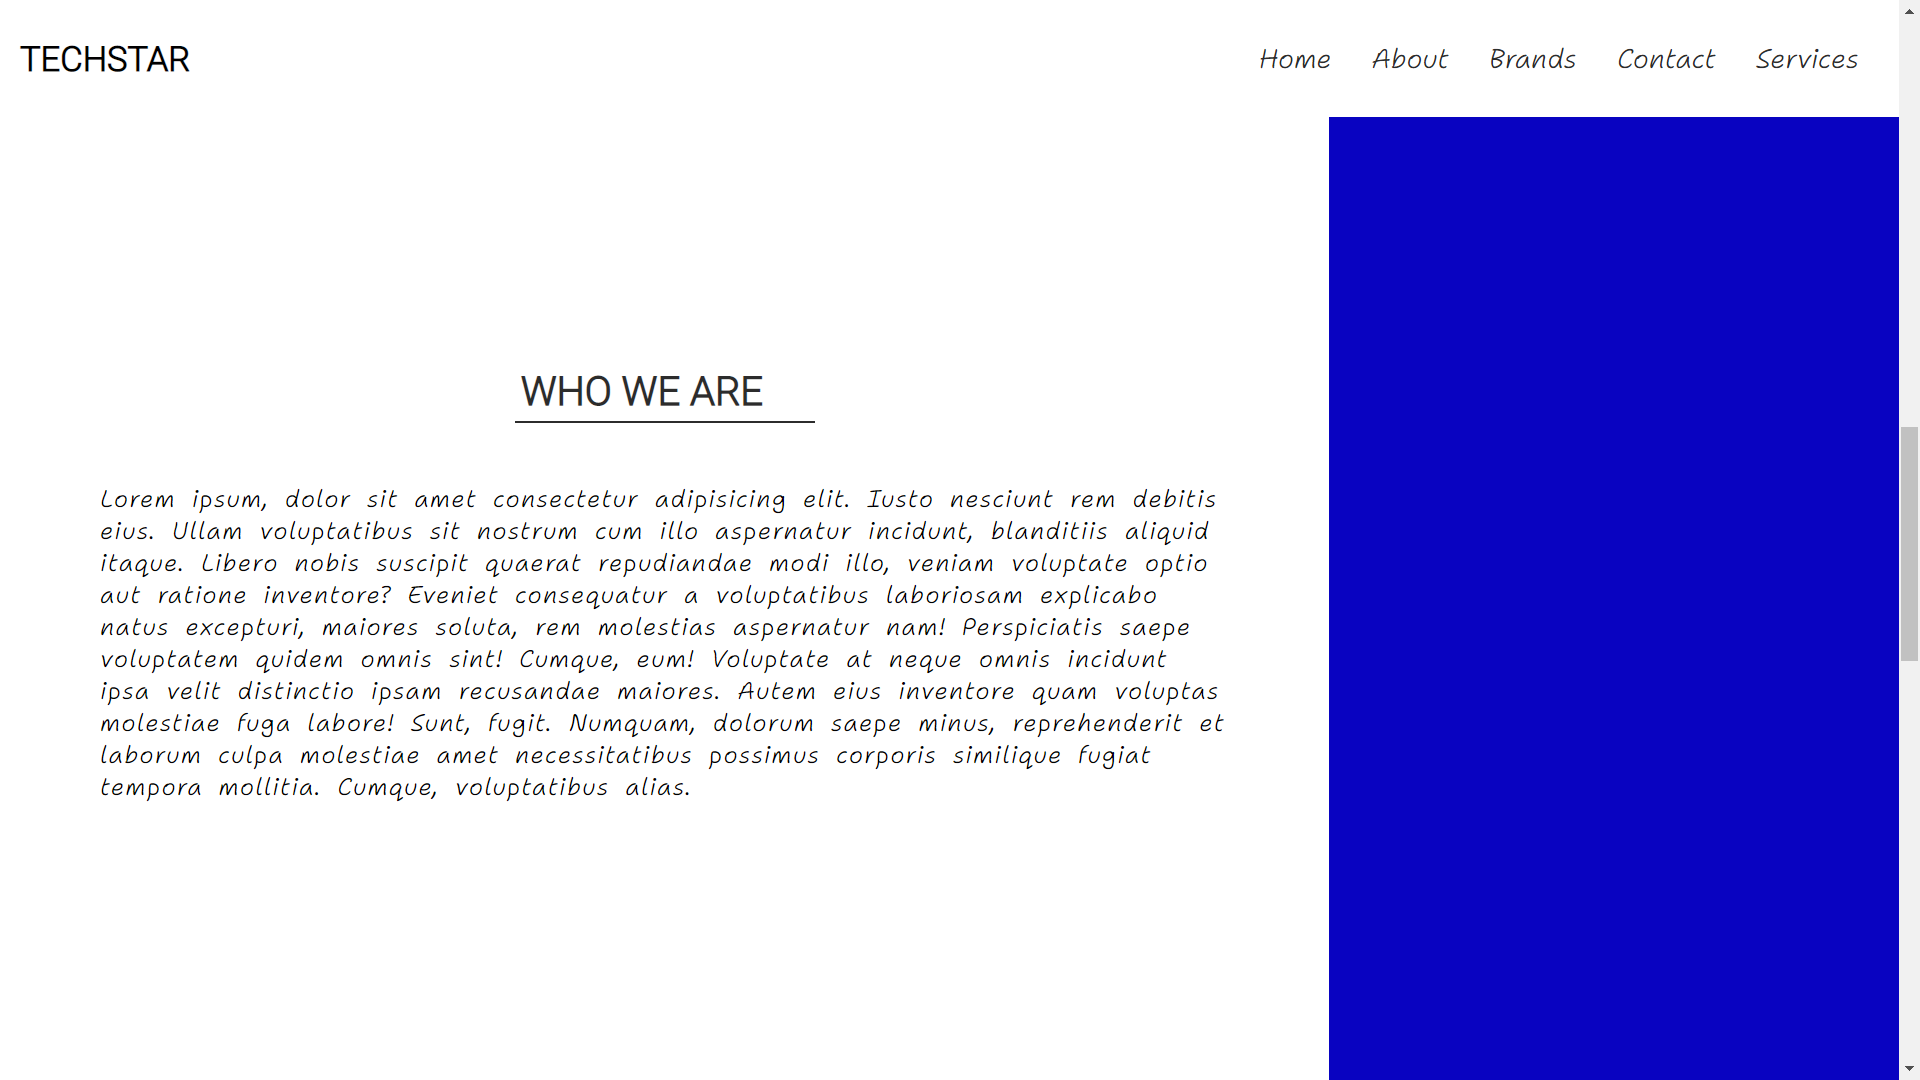 TECHSTAR
Home About Brands Contact Services
WHO WE ARE
Lorem ipsum, dolor sit amet consectetur adipisicing elit. Iusto nesciunt rem debitis
eius. Ullam voluptatibus sit nostrum cum illo aspernatur incidunt, blanditiis aliquid
itaque. Libero nobis suscipit quaerat repudiandae modi illo, veniam voluptate optio
aut ratione inventore? Eveniet consequatur a voluptatibus laboriosam explicabo
natus excepturi, maiores soluta, rem molestias aspernatur nam! Perspiciatis saepe
voluptatem quidem omnis sint! Cumque, eum! Voluptate at neque omnis incidunt
ipsa velit distinctio ipsam recusandae maiores. Autem eius inventore quam voluptas
molestiae fuga labore! Sunt, fugit. Numquam, dolorum saepe minus, reprehenderit et
laborum culpa molestiae amet necessitatibus possimus corporis similique fugiat
tempora mollitia. Cumque, voluptatibus alias.